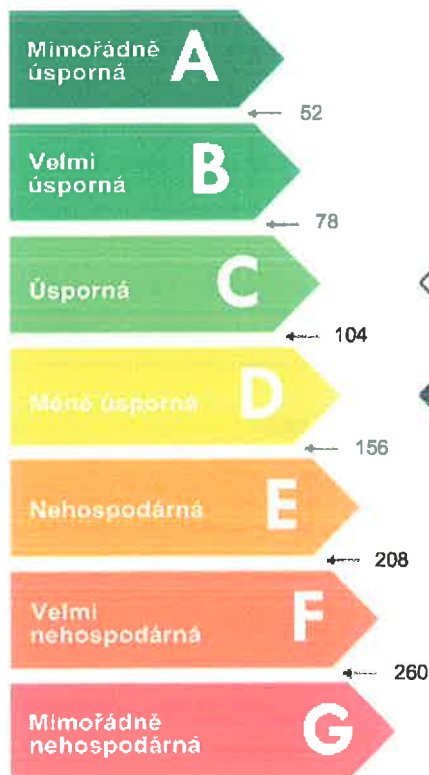 Mimořádně
úsporná
A
52
Velmi
úsporná
B
78
Úsporná
C
104
Méně úsporná
D
156
Nehospodárná
E
208
Velmi
nehospodárná
F
260
Mimořádně
nehospodárná
G